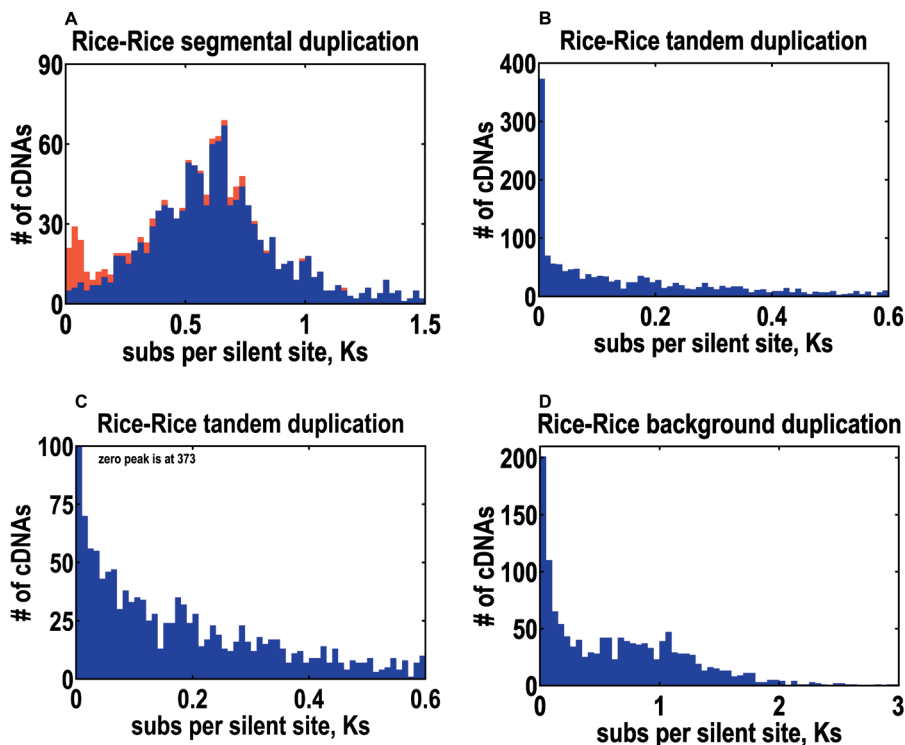 A
Rice-Rice segmental duplication
90
60
30
0
# of cDNAs
0 0.5 1 1.5
subs per silent site, Ks
B
Rice-Rice tandem duplication
400
300
200
100
0
# of cDNAs
0 0.2 0.4 0.6
subs per silent site, Ks
C
Rice-Rice tandem duplication
zero peak is at 373
100
75
50
25
0
# of cDNAs
0 0.2 0.4 0.6
subs per silent site, Ks
D
Rice-Rice background duplication
200
150
100
50
0
# of cDNAs
0 1 2 3
subs per silent site, Ks